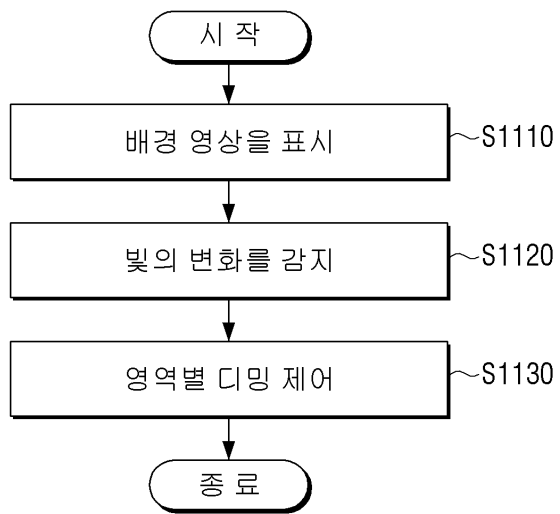 시 작
배경 영상을 표시
S1110
빛의 변화를 감지
S1120
영역별 디밍 제어
S1130
종 료